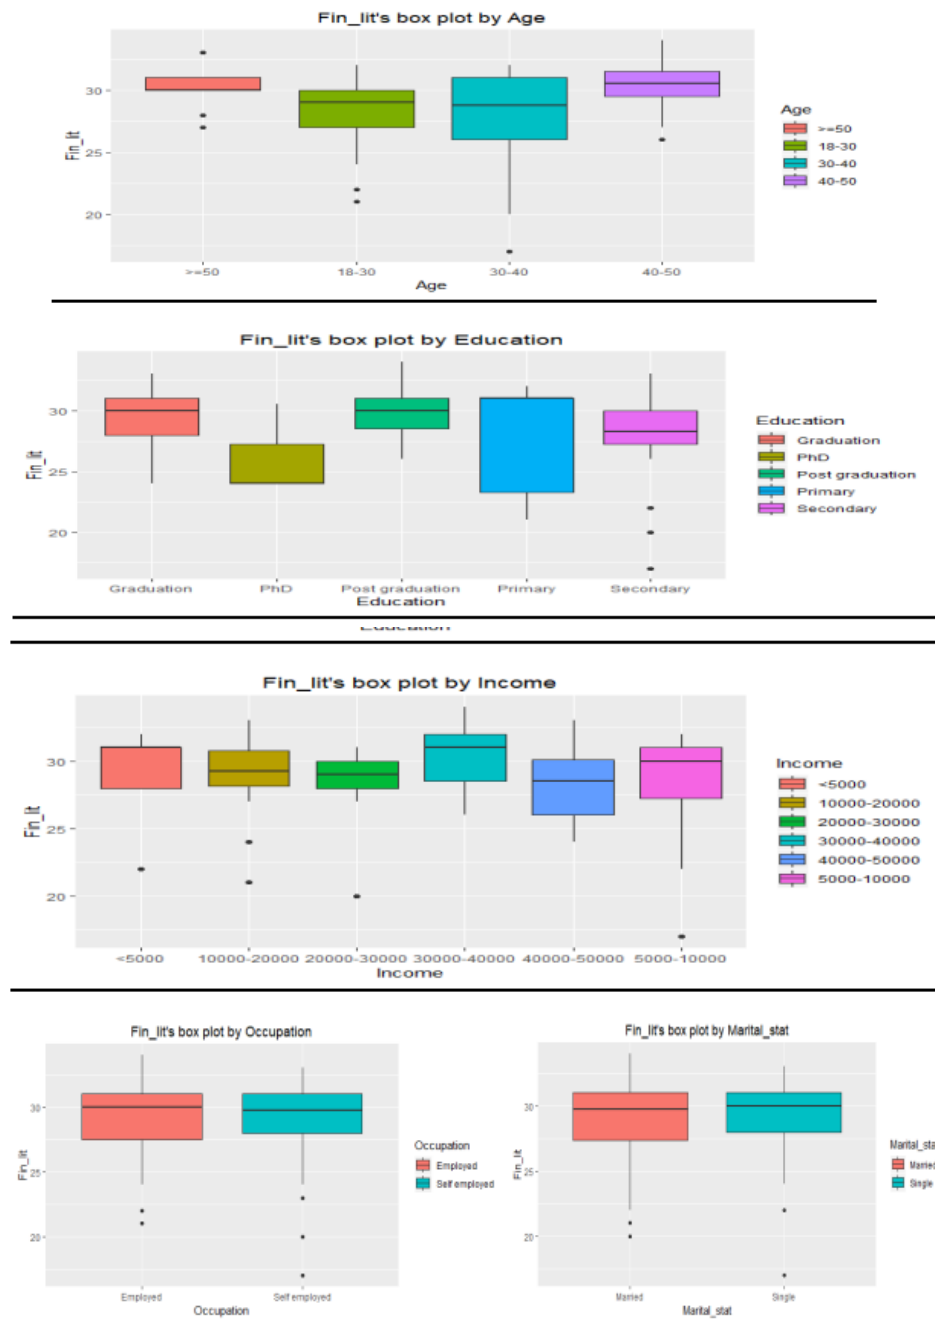 Fin_lit's box plot by Age
Fin_lit
30
25
20
>=50
18-30
30-40
40-50
Age
Age
>=50
18-30
30-40
40-50
Fin_lit's box plot by Education
Fin_lit
30
25
20
Graduation
PhD
Post graduation
Primary
Secondary
Education
Education
Graduation
PhD
Post graduation
Primary
Secondary
Education
Fin_lit's box plot by Income
Fin_lit
30
25
20
<5000
10000-20000
20000-30000
30000-40000
40000-50000
5000-10000
Income
Income
<5000
10000-20000
20000-30000
30000-40000
40000-50000
5000-10000
Fin_lit's box plot by Occupation
Fin_lit
30
25
20
Employed
Self employed
Occupation
Occupation
Employed
Self employed
Fin_lit's box plot by Marital_stat
Fin_lit
30
25
20
Married
Single
Marital_stat
Marital_sta
Married
Single